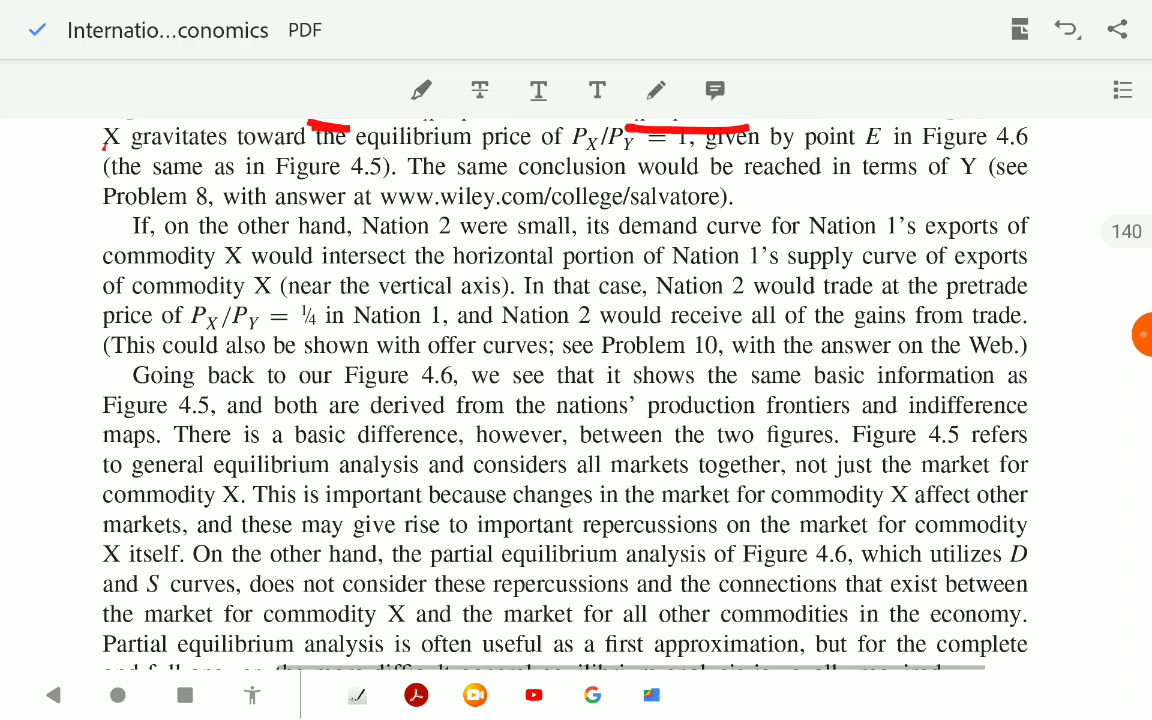 Internatio...conomics PDF
X gravitates toward the equilibrium price of PX/PY = 1, given by point E in Figure 4.6
(the same as in Figure 4.5). The same conclusion would be reached in terms of Y (see
Problem 8, with answer at www.wiley.com/college/salvatore).
If, on the other hand, Nation 2 were small, its demand curve for Nation 1's exports of
commodity X would intersect the horizontal portion of Nation 1's supply curve of exports
of commodity X (near the vertical axis). In that case, Nation 2 would trade at the pretrade
price of PX/PY = ¼ in Nation 1, and Nation 2 would receive all of the gains from trade.
(This could also be shown with offer curves; see Problem 10, with the answer on the Web.)
Going back to our Figure 4.6, we see that it shows the same basic information as
Figure 4.5, and both are derived from the nations' production frontiers and indifference
maps. There is a basic difference, however, between the two figures. Figure 4.5 refers
to general equilibrium analysis and considers all markets together, not just the market for
commodity X. This is important because changes in the market for commodity X affect other
markets, and these may give rise to important repercussions on the market for commodity
X itself. On the other hand, the partial equilibrium analysis of Figure 4.6, which utilizes D
and S curves, does not consider these repercussions and the connections that exist between
the market for commodity X and the market for all other commodities in the economy.
Partial equilibrium analysis is often useful as a first approximation, but for the complete
140